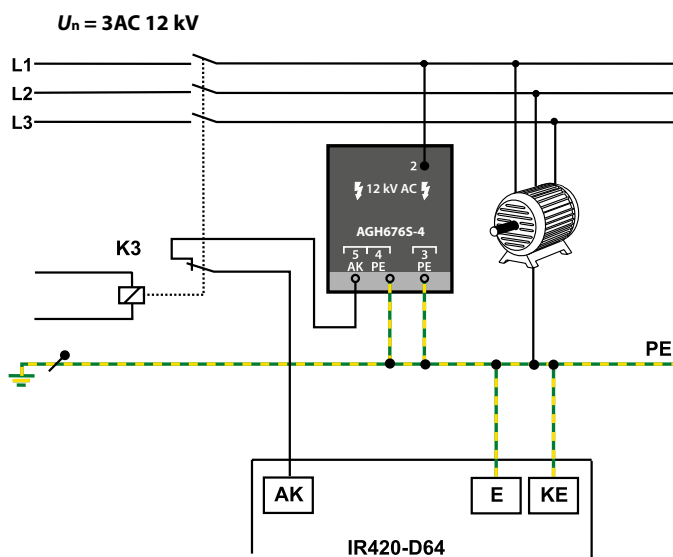 Un = 3AC 12 kV
L1
L2
L3
2
12 kV AC
AGH676S-4
K3
5 4 3
AK PE PE
PE
AK E KE
IR420-D64